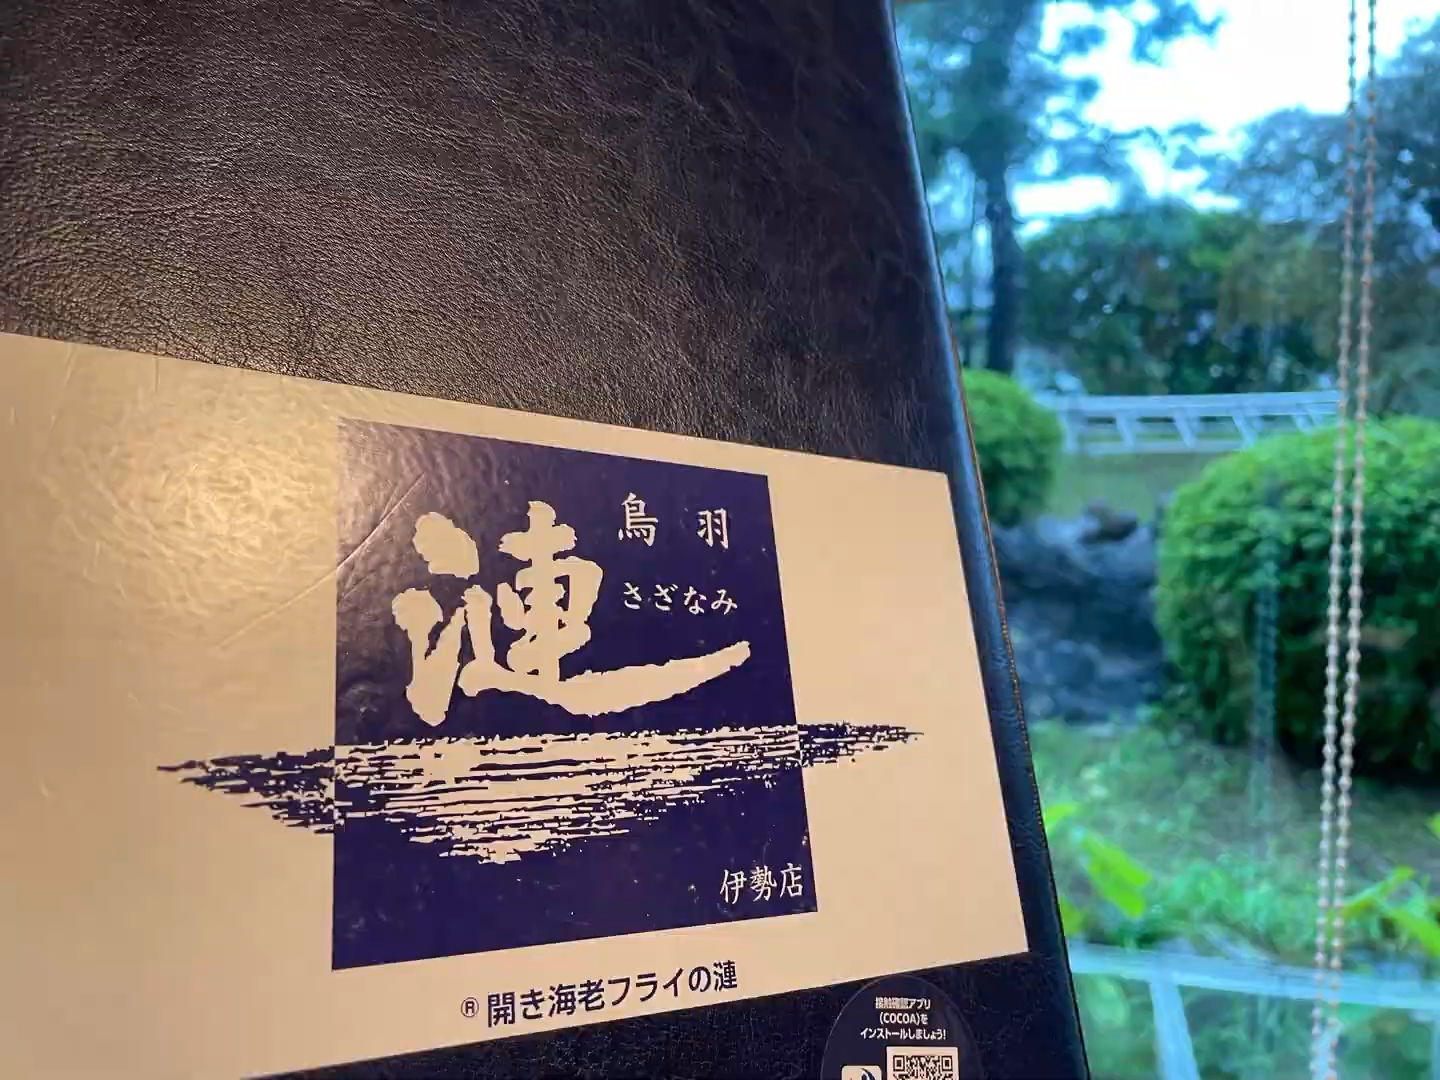 鳥羽
さざなみ
漣
伊勢店
® 開き海老フライの漣
接触確認アプリ
(COCOA)を
インストールしましょう!